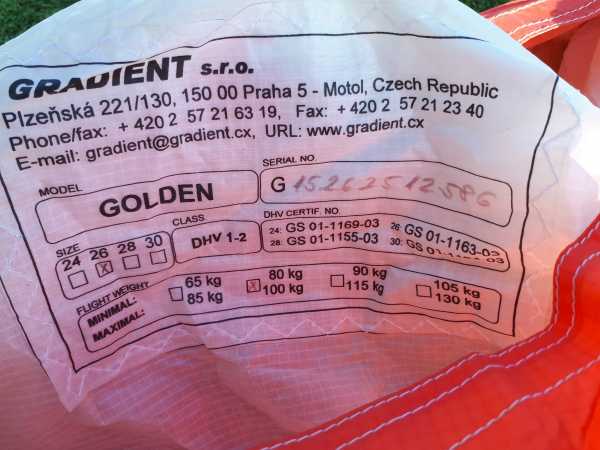 GRADIENT s.r.o.
Plzeňská 221/130, 150 00 Praha 5 - Motol, Czech Republic
Phone/fax: + 420 2 57 21 63 19, Fax: + 420 2 57 21 23 40
E-mail: gradient@gradient.cx, URL: www.gradient.cx
MODEL
GOLDEN
SERIAL NO.
G 15262512586
SIZE
24 26 28 30
X
CLASS
DHV 1-2
DHV CERTIF. NO.
24: GS 01-1169-03 26: GS 01-1163-03
28: GS 01-1155-03 30: GS
FLIGHT WEIGHT
MINIMAL: 65 kg 80 kg 90 kg 105 kg
X
MAXIMAL: 85 kg 100 kg 115 kg 130 kg